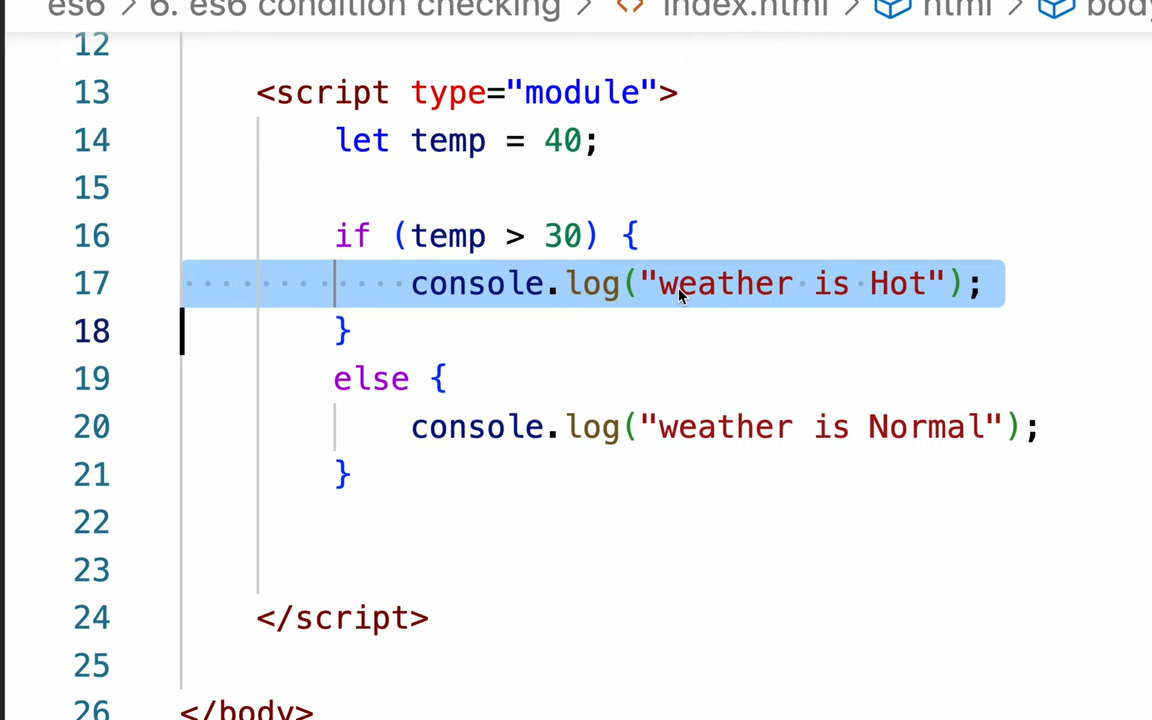 es6 > 6. es6 condition checking > <> index.html > html > body
12
13 <script type="module">
14 let temp = 40;
15
16 if (temp > 30) {
17 console.log("weather is Hot");
18 }
19 else {
20 console.log("weather is Normal");
21 }
22
23
24 </script>
25
26 </body>